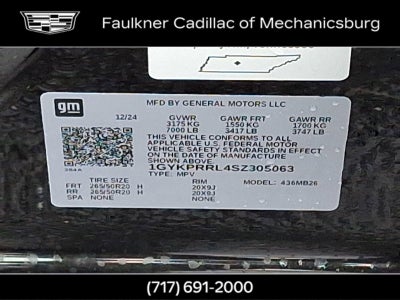 Faulkner Cadillac of Mechanicsburg
gm
MFD BY GENERAL MOTORS LLC
12/24 GVWR GAWR FRT GAWR RR
3175 KG 1550 KG 1700 KG
7000 LB 3417 LB 3747 LB
THIS VEHICLE CONFORMS TO ALL
APPLICABLE U.S. FEDERAL MOTOR
VEHICLE SAFETY STANDARDS IN EFFECT
ON THE DATE OF MANUFACTURE
SHOWN ABOVE.
1GYKPRRL4SZ305063
TYPE: MPV
TIRE SIZE RIM MODEL: 436MB26
FRT 265/50R20 H 20X8J
RR 265/50R20 H 20X8J
SPA NONE NONE
(717) 691-2000